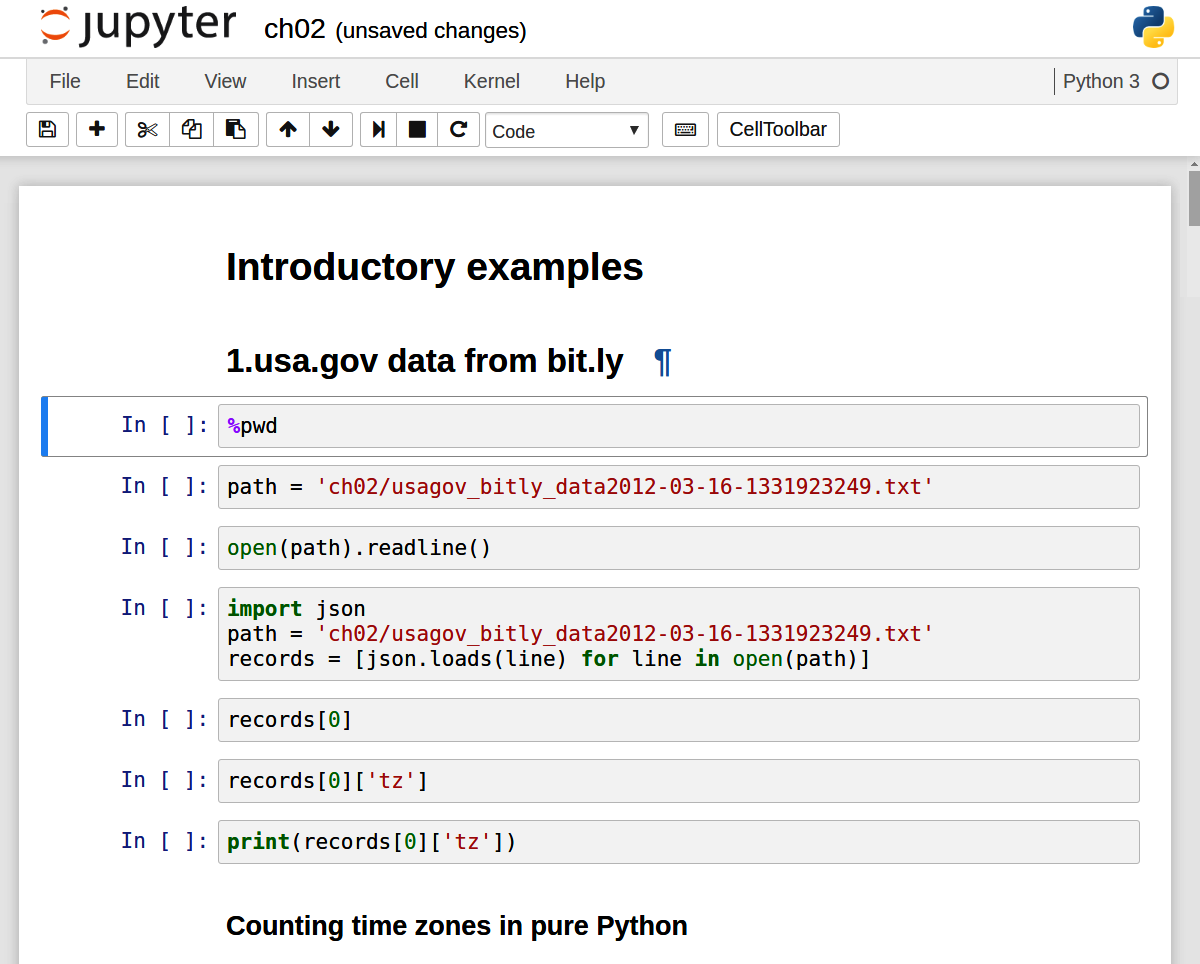 jupyter ch02 (unsaved changes)
File Edit View Insert Cell Kernel Help Python 3
Code CellToolbar
Introductory examples
1.usa.gov data from bit.ly ¶
In [ ]: %pwd
In [ ]: path = 'ch02/usagov_bitly_data2012-03-16-1331923249.txt'
In [ ]: open(path).readline()
In [ ]: import json
path = 'ch02/usagov_bitly_data2012-03-16-1331923249.txt'
records = [json.loads(line) for line in open(path)]
In [ ]: records[0]
In [ ]: records[0]['tz']
In [ ]: print(records[0]['tz'])
Counting time zones in pure Python